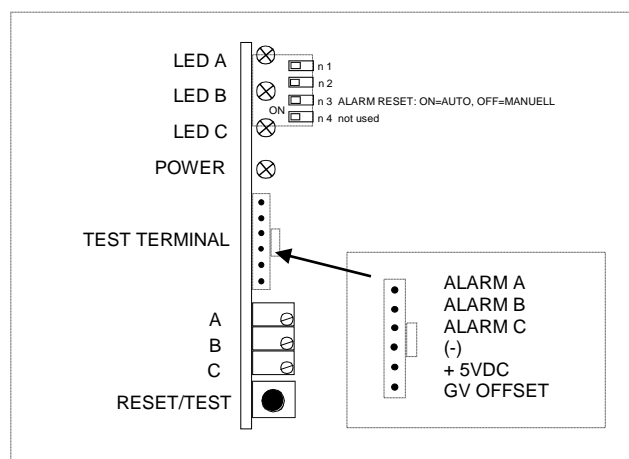 LED A
n 1
n 2
LED B
n 3 ALARM RESET: ON=AUTO, OFF=MANUELL
ON
n 4 not used
LED C
POWER
TEST TERMINAL
ALARM A
ALARM B
ALARM C
(-)
+ 5VDC
GV OFFSET
A
B
C
RESET/TEST